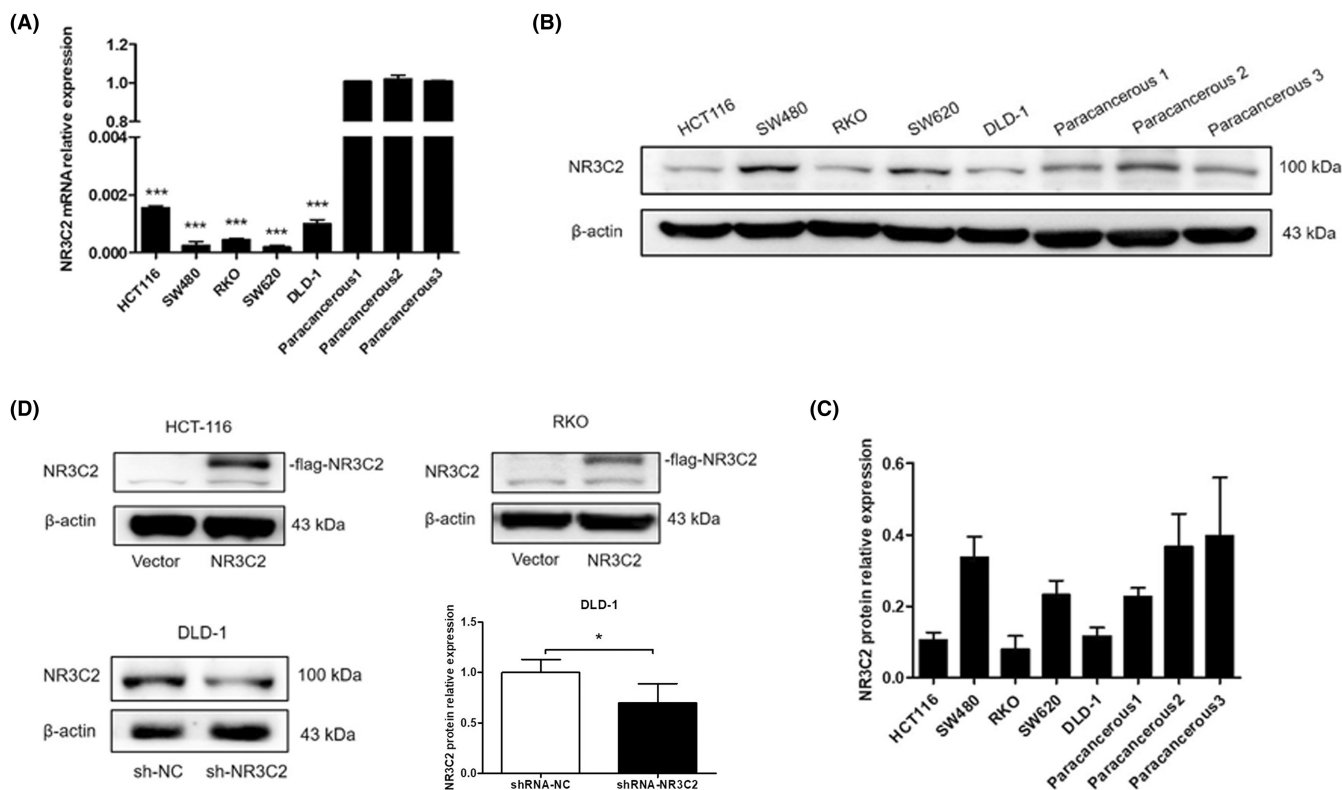 (A)
NR3C2 mRNA relative expression
1.2
1.0
0.8
0.004
0.002
0.000
***
***
***
***
***
HCT116
SW480
RKO
SW620
DLD-1
Paracancerous1
Paracancerous2
Paracancerous3
(B)
HCT116
SW480
RKO
SW620
DLD-1
Paracancerous 1
Paracancerous 2
Paracancerous 3
NR3C2
100 kDa
β-actin
43 kDa
(D)
HCT-116
NR3C2
-flag-NR3C2
β-actin
43 kDa
Vector NR3C2
RKO
NR3C2
-flag-NR3C2
β-actin
43 kDa
Vector NR3C2
DLD-1
NR3C2
100 kDa
β-actin
43 kDa
sh-NC sh-NR3C2
DLD-1
NR3C2 protein relative expression
1.5
1.0
0.5
0.0
*
shRNA-NC shRNA-NR3C2
(C)
NR3C2 protein relative expression
0.6
0.4
0.2
0.0
HCT116
SW480
RKO
SW620
DLD-1
Paracancerous1
Paracancerous2
Paracancerous3